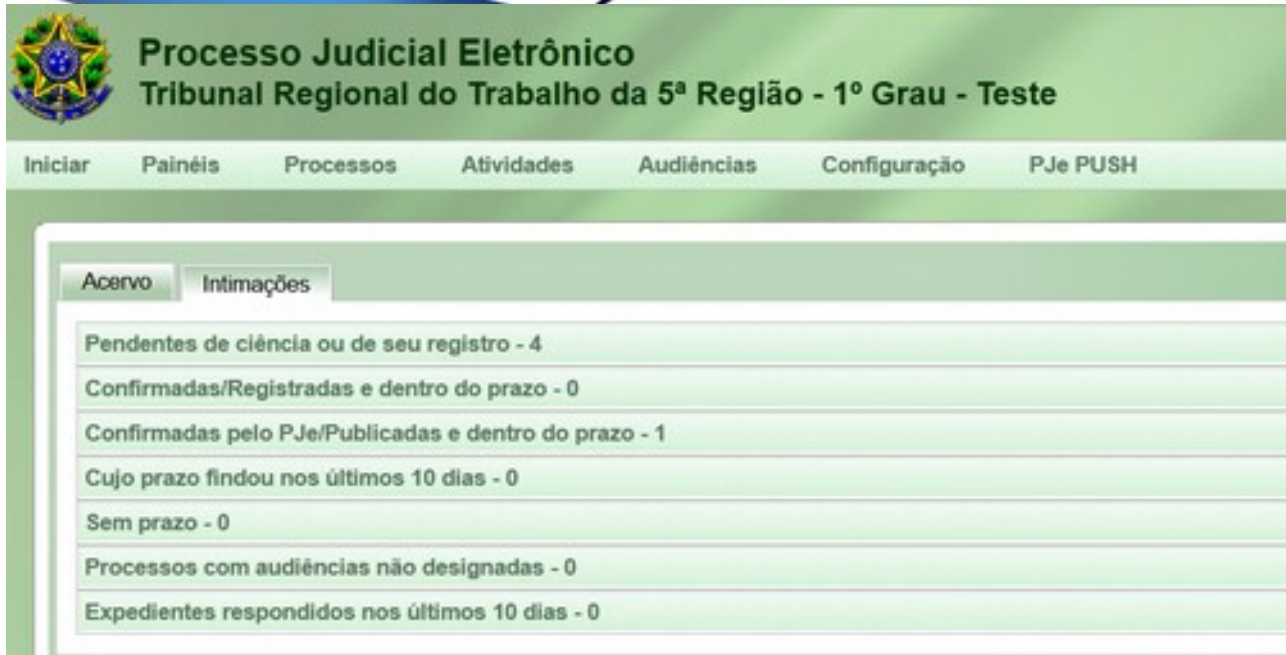 Processo Judicial Eletrônico
Tribunal Regional do Trabalho da 5ª Região - 1º Grau - Teste
Iniciar Painéis Processos Atividades Audiências Configuração PJe PUSH
Acervo Intimações
Pendentes de ciência ou de seu registro - 4
Confirmadas/Registradas e dentro do prazo - 0
Confirmadas pelo PJe/Publicadas e dentro do prazo - 1
Cujo prazo findou nos últimos 10 dias - 0
Sem prazo - 0
Processos com audiências não designadas - 0
Expedientes respondidos nos últimos 10 dias - 0